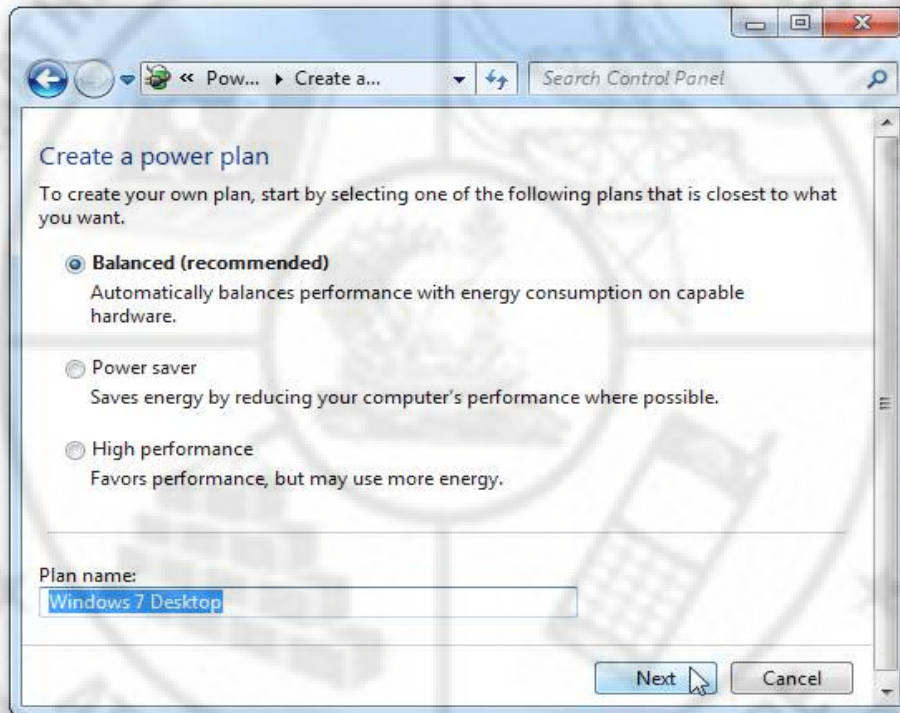 « Pow... ▸ Create a...
Search Control Panel
Create a power plan
To create your own plan, start by selecting one of the following plans that is closest to what
you want.
Balanced (recommended)
Automatically balances performance with energy consumption on capable
hardware.
Power saver
Saves energy by reducing your computer's performance where possible.
High performance
Favors performance, but may use more energy.
Plan name:
Windows 7 Desktop
Next
Cancel